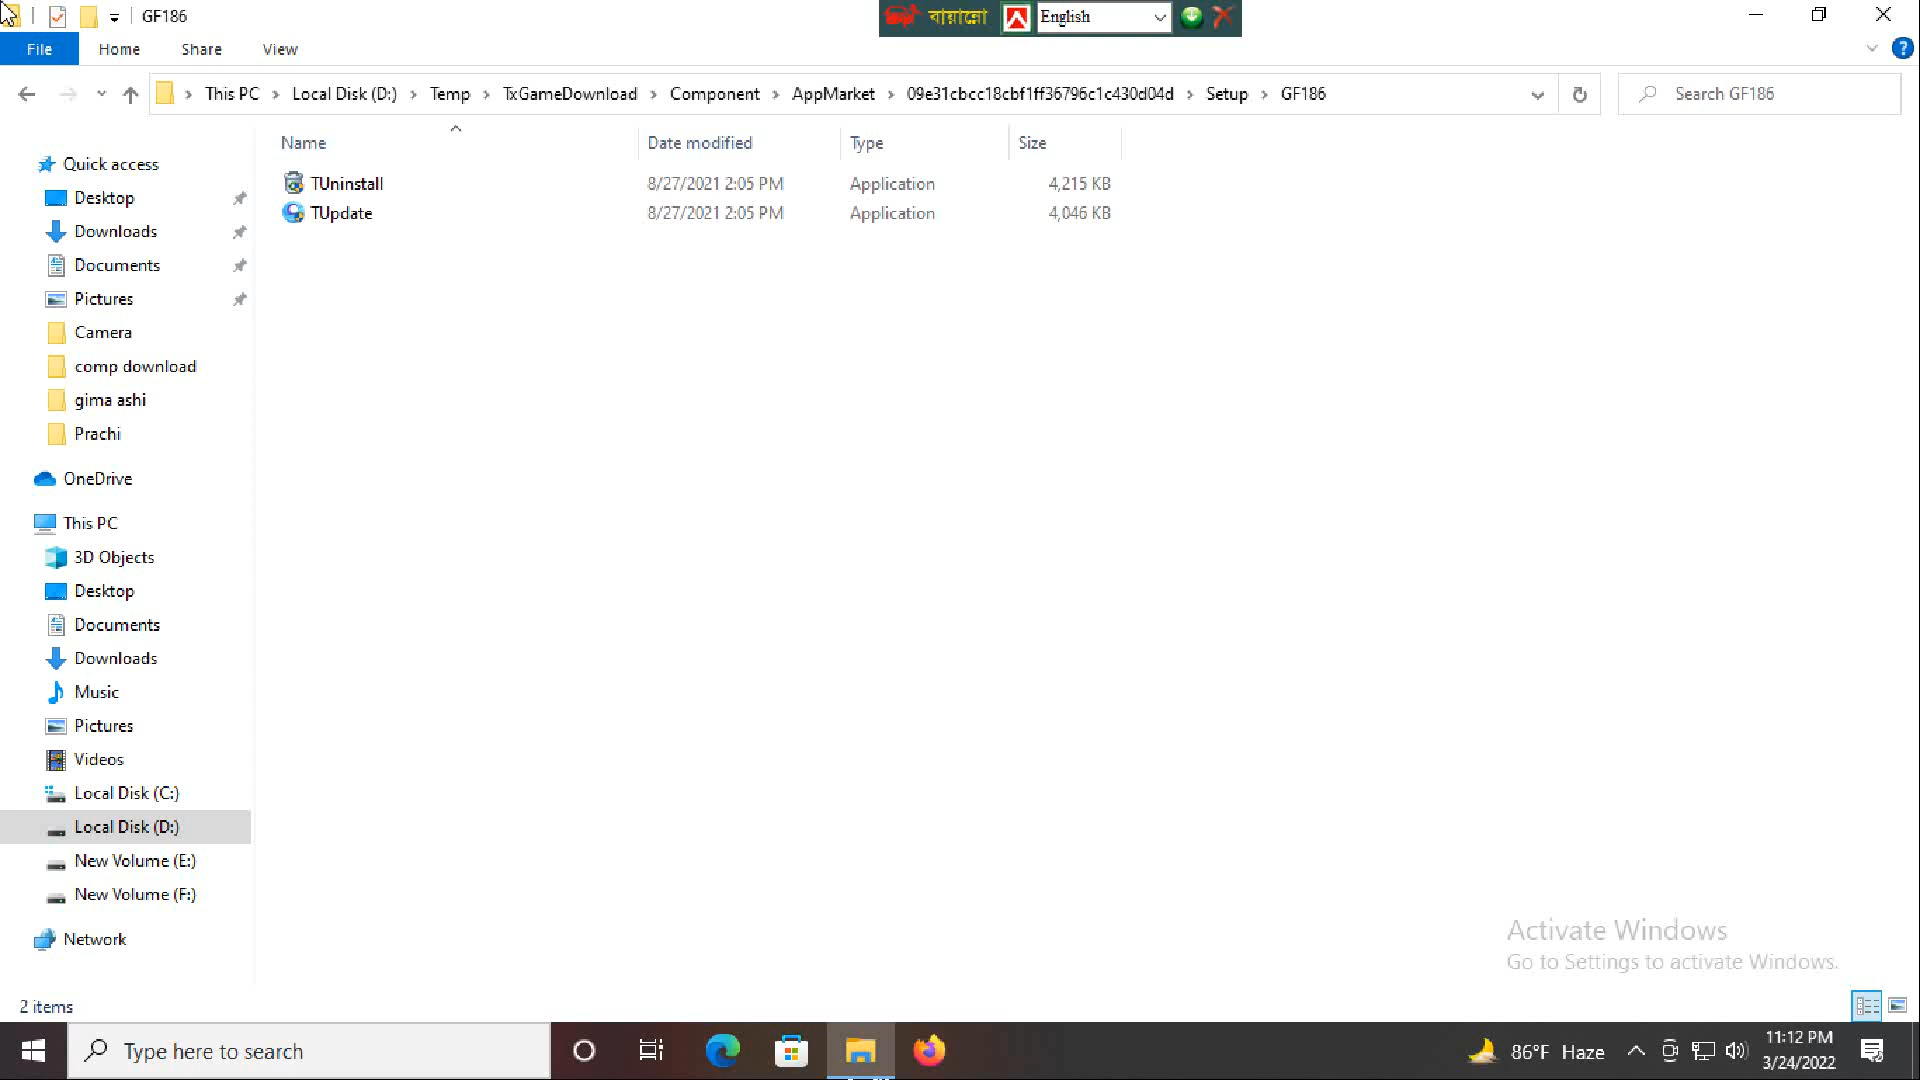 GF186
বায়ান্নো English
File Home Share View
This PC Local Disk (D:) Temp TxGameDownload Component AppMarket 09e31cbcc18cbf1ff36796c1c430d04d Setup GF186
Search GF186
Name Date modified Type Size
TUninstall 8/27/2021 2:05 PM Application 4,215 KB
TUpdate 8/27/2021 2:05 PM Application 4,046 KB
Quick access
Desktop
Downloads
Documents
Pictures
Camera
comp download
gima ashi
Prachi
OneDrive
This PC
3D Objects
Desktop
Documents
Downloads
Music
Pictures
Videos
Local Disk (C:)
Local Disk (D:)
New Volume (E:)
New Volume (F:)
Network
Activate Windows
Go to Settings to activate Windows.
2 items
Type here to search
86°F Haze
11:12 PM
3/24/2022